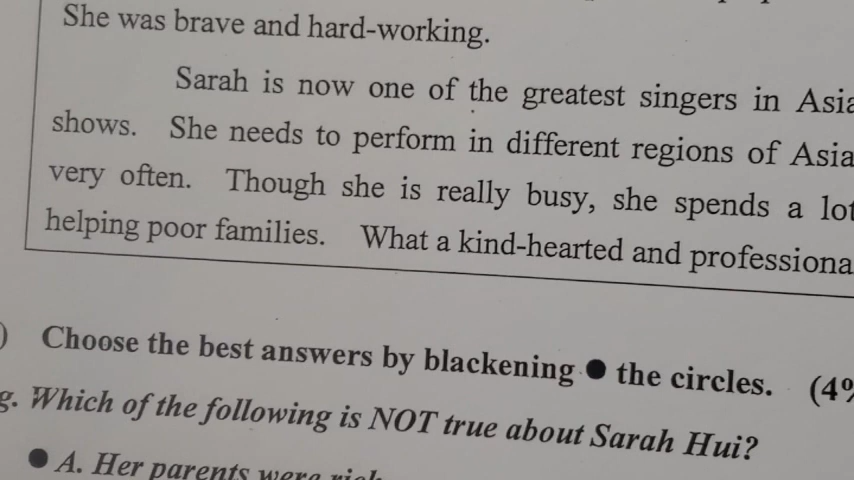 She was brave and hard-working.
Sarah is now one of the greatest singers in Asia
shows. She needs to perform in different regions of Asia
very often. Though she is really busy, she spends a lot
helping poor families. What a kind-hearted and professiona
) Choose the best answers by blackening ● the circles. (4%
g. Which of the following is NOT true about Sarah Hui?
● A. Her parents were rich